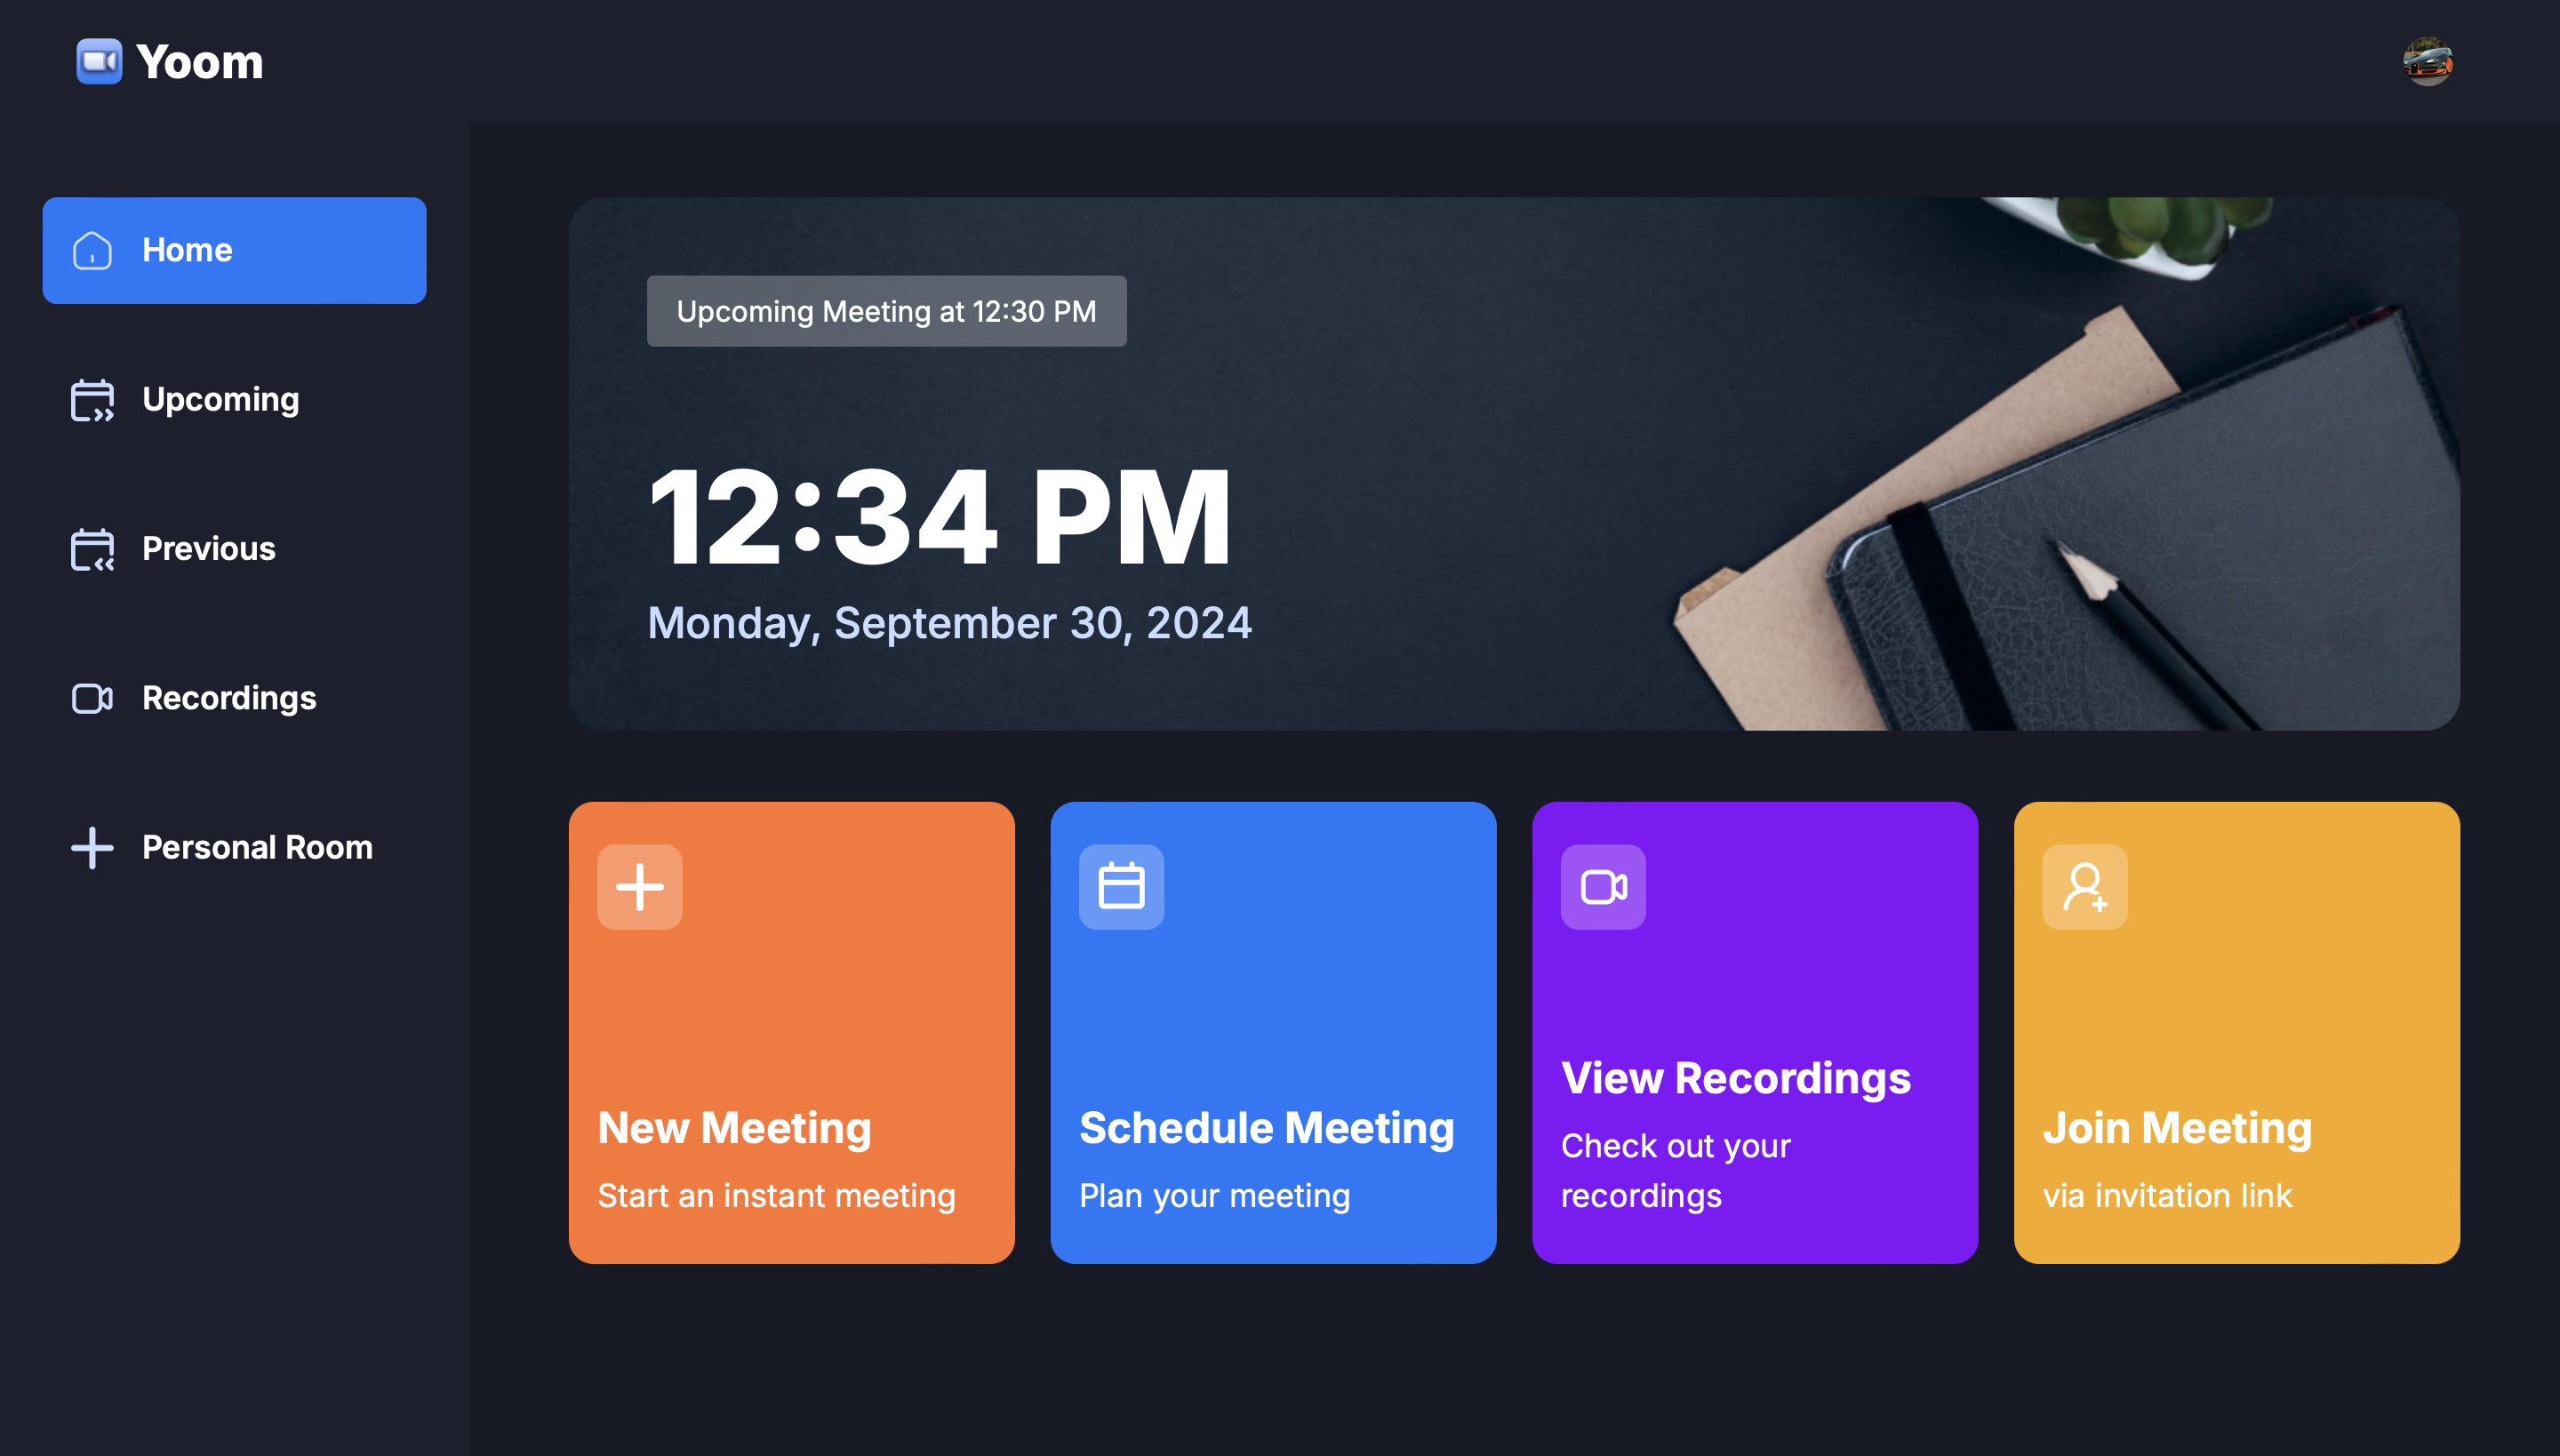 Yoom
Home
Upcoming
Previous
Recordings
Personal Room
Upcoming Meeting at 12:30 PM
12:34 PM
Monday, September 30, 2024
New Meeting
Start an instant meeting
Schedule Meeting
Plan your meeting
View Recordings
Check out your
recordings
Join Meeting
via invitation link